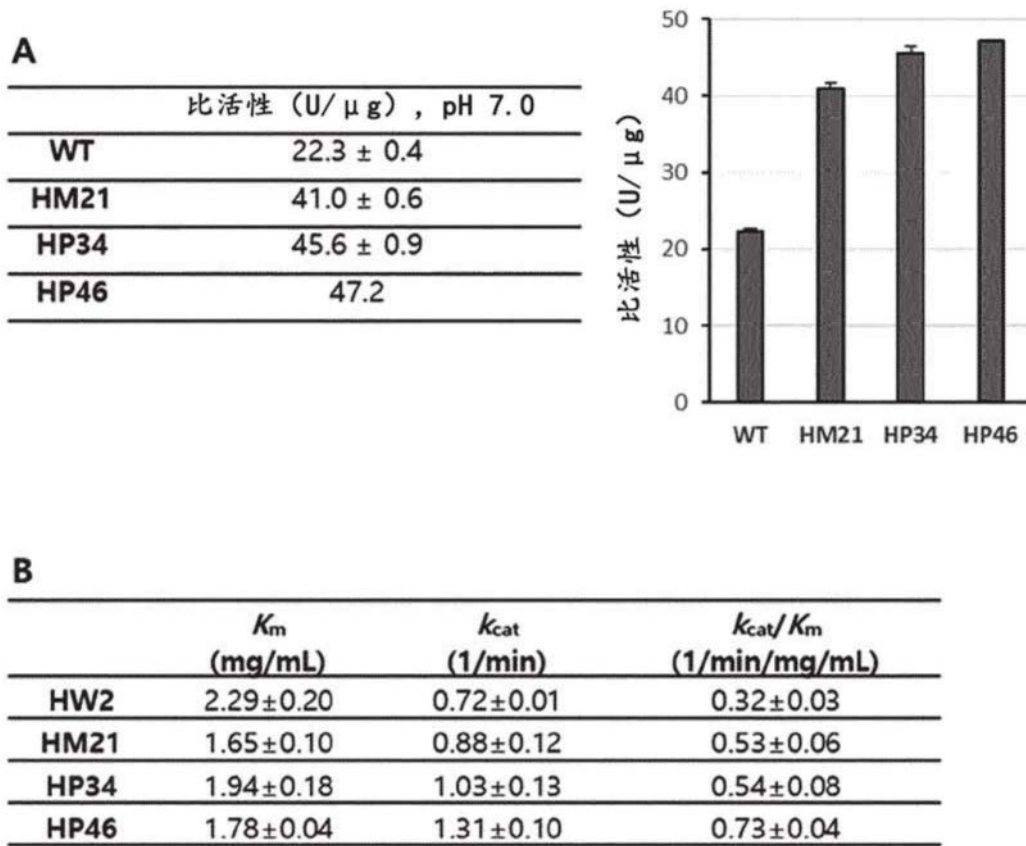 A
比活性 (U/μg), pH 7.0
WT 22.3 ± 0.4
HM21 41.0 ± 0.6
HP34 45.6 ± 0.9
HP46 47.2
比活性 (U/μg)
50
40
30
20
10
0
WT HM21 HP34 HP46
B
Km kcat kcat/Km
(mg/mL) (1/min) (1/min/mg/mL)
HW2 2.29±0.20 0.72±0.01 0.32±0.03
HM21 1.65±0.10 0.88±0.12 0.53±0.06
HP34 1.94±0.18 1.03±0.13 0.54±0.08
HP46 1.78±0.04 1.31±0.10 0.73±0.04